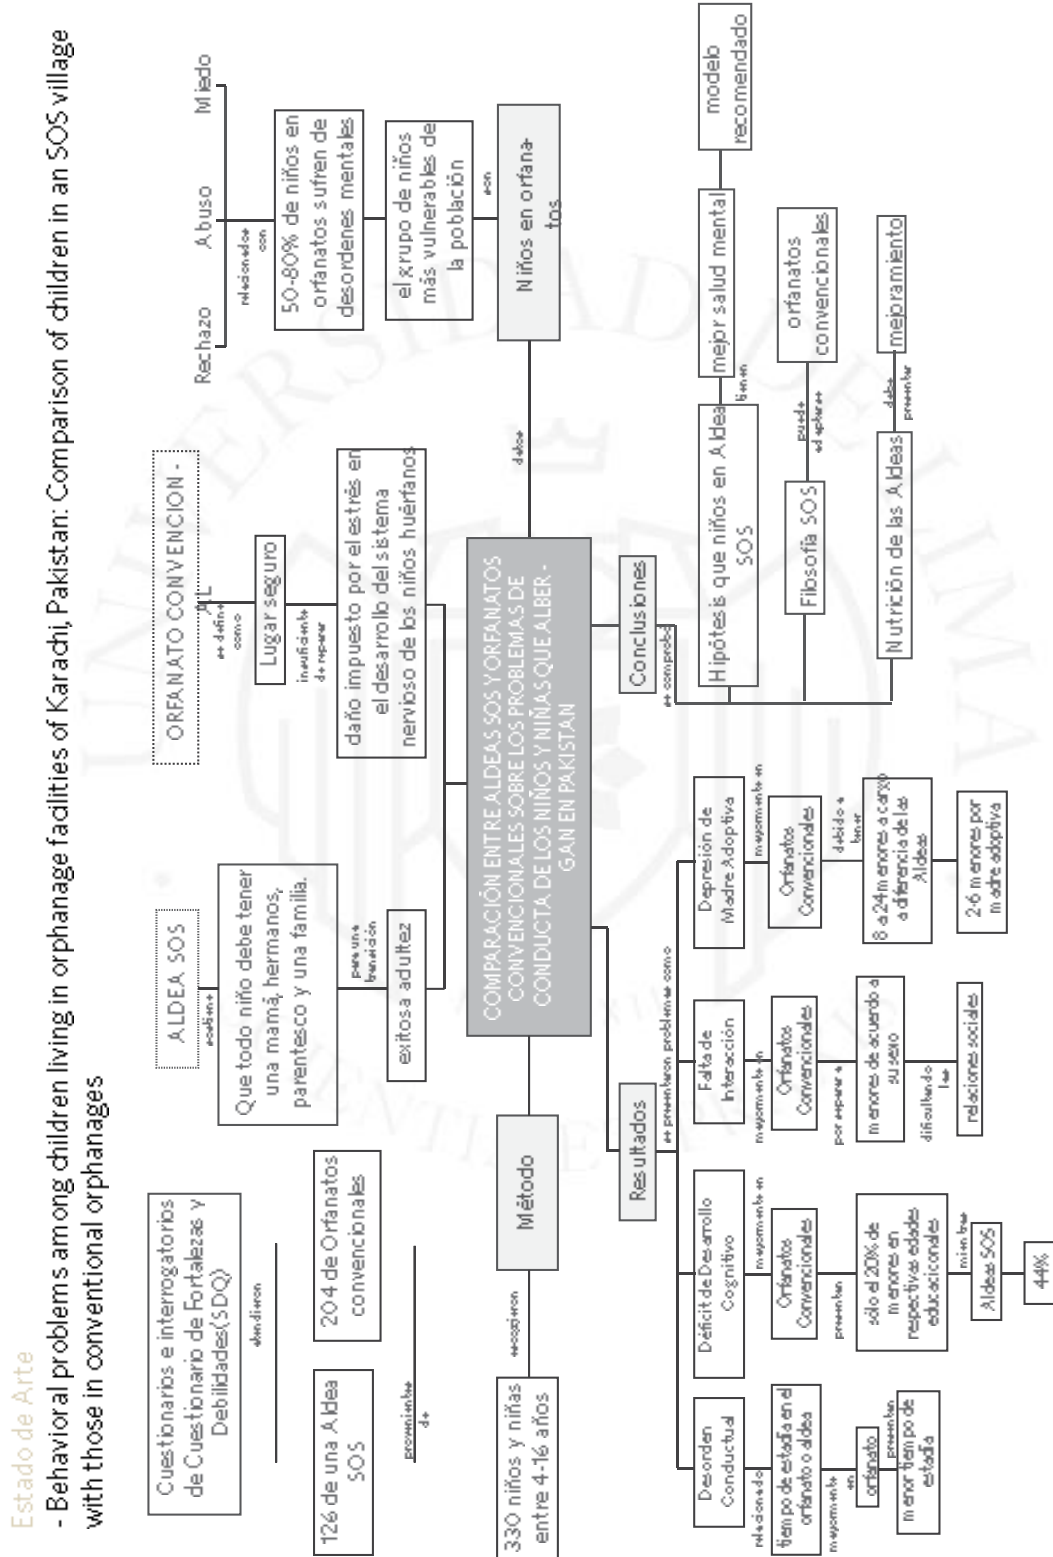 Estado de Arte
- Behavioral problems among children living in orphanage facilities of Karachi, Pakistan: Comparison of children in an SOS village
with those in conventional orphanages
Cuestionarios e interrogatorios
de Cuestionario de Fortalezas y
Debilidades(SDQ)
atendieron
126 de una Aldea
SOS
204 de Orfanatos
convencionales
provenientes
de
330 niños y niñas
entre 4-16 años
escogieron
Método
ALDEA SOS
sostiene
Que todo niño debe tener
una mamá, hermanos,
parentesco y una familia.
para una
transición
exitosa adultez
ORFANATO CONVENCION -
AL
se define
como
Lugar seguro
insuficiente
de reparar
daño impuesto por el estrés en
el desarrollo del sistema
nervioso de los niños huérfanos
Rechazo
Abuso
Miedo
relacionados
con
50-80% de niños en
orfanatos sufren de
desordenes mentales
el grupo de niños
más vulnerables de
la población
son
Niños en orfana-
tos
datos
COMPARACIÓN ENTRE ALDEAS SOS Y ORFANATOS
CONVENCIONALES SOBRE LOS PROBLEMAS DE
CONDUCTA DE LOS NIÑOS Y NIÑAS QUE ALBER -
GAN EN PAKISTAN
Resultados
se presentaron problemas como
Desorden
Conductual
relacionado
tiempo de estadía en el
orfanato o aldea
mayormente
en
orfanato
presentan
menor tiempo de
estadía
Déficit de Desarrollo
Cognitivo
mayormente en
Orfanatos
Convencionales
presentan
sólo el 20% de
menores en
respectivas edades
educacionales
mientras
Aldeas SOS
44%
Falta de
Interacción
mayormente en
Orfanatos
Convencionales
por separar a
menores de acuerdo a
su sexo
dificultando
las
relaciones sociales
Depresión de
Madre Adoptiva
mayormente en
Orfanatos
Convencionales
debido a
tener
8 a 24 menores a cargo
a diferencia de las
Aldeas
2-6 menores por
madre adoptiva
Conclusiones
se comprobó
Hipótesis que niños en Aldea
SOS
tienen
mejor salud mental
modelo
recomendado
Filosofía SOS
puede
adaptarse
orfanatos
convencionales
Nutrición de las Aldeas
debe
presentar
mejoramiento
UNIVERSIDAD DE LIMA
SCIENTIA ET PRAXIS